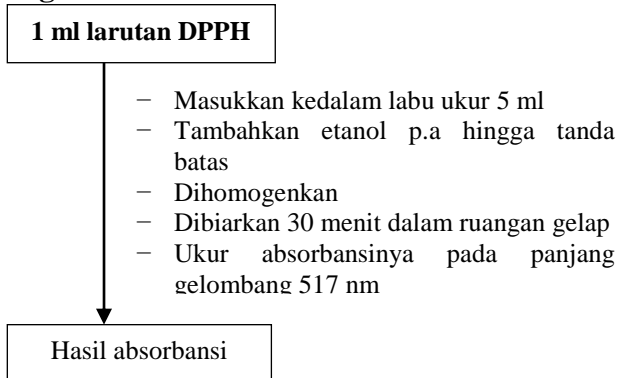 1 ml larutan DPPH
− Masukkan kedalam labu ukur 5 ml
− Tambahkan etanol p.a hingga tanda
batas
− Dihomogenkan
− Dibiarkan 30 menit dalam ruangan gelap
− Ukur absorbansinya pada panjang
gelombang 517 nm
Hasil absorbansi